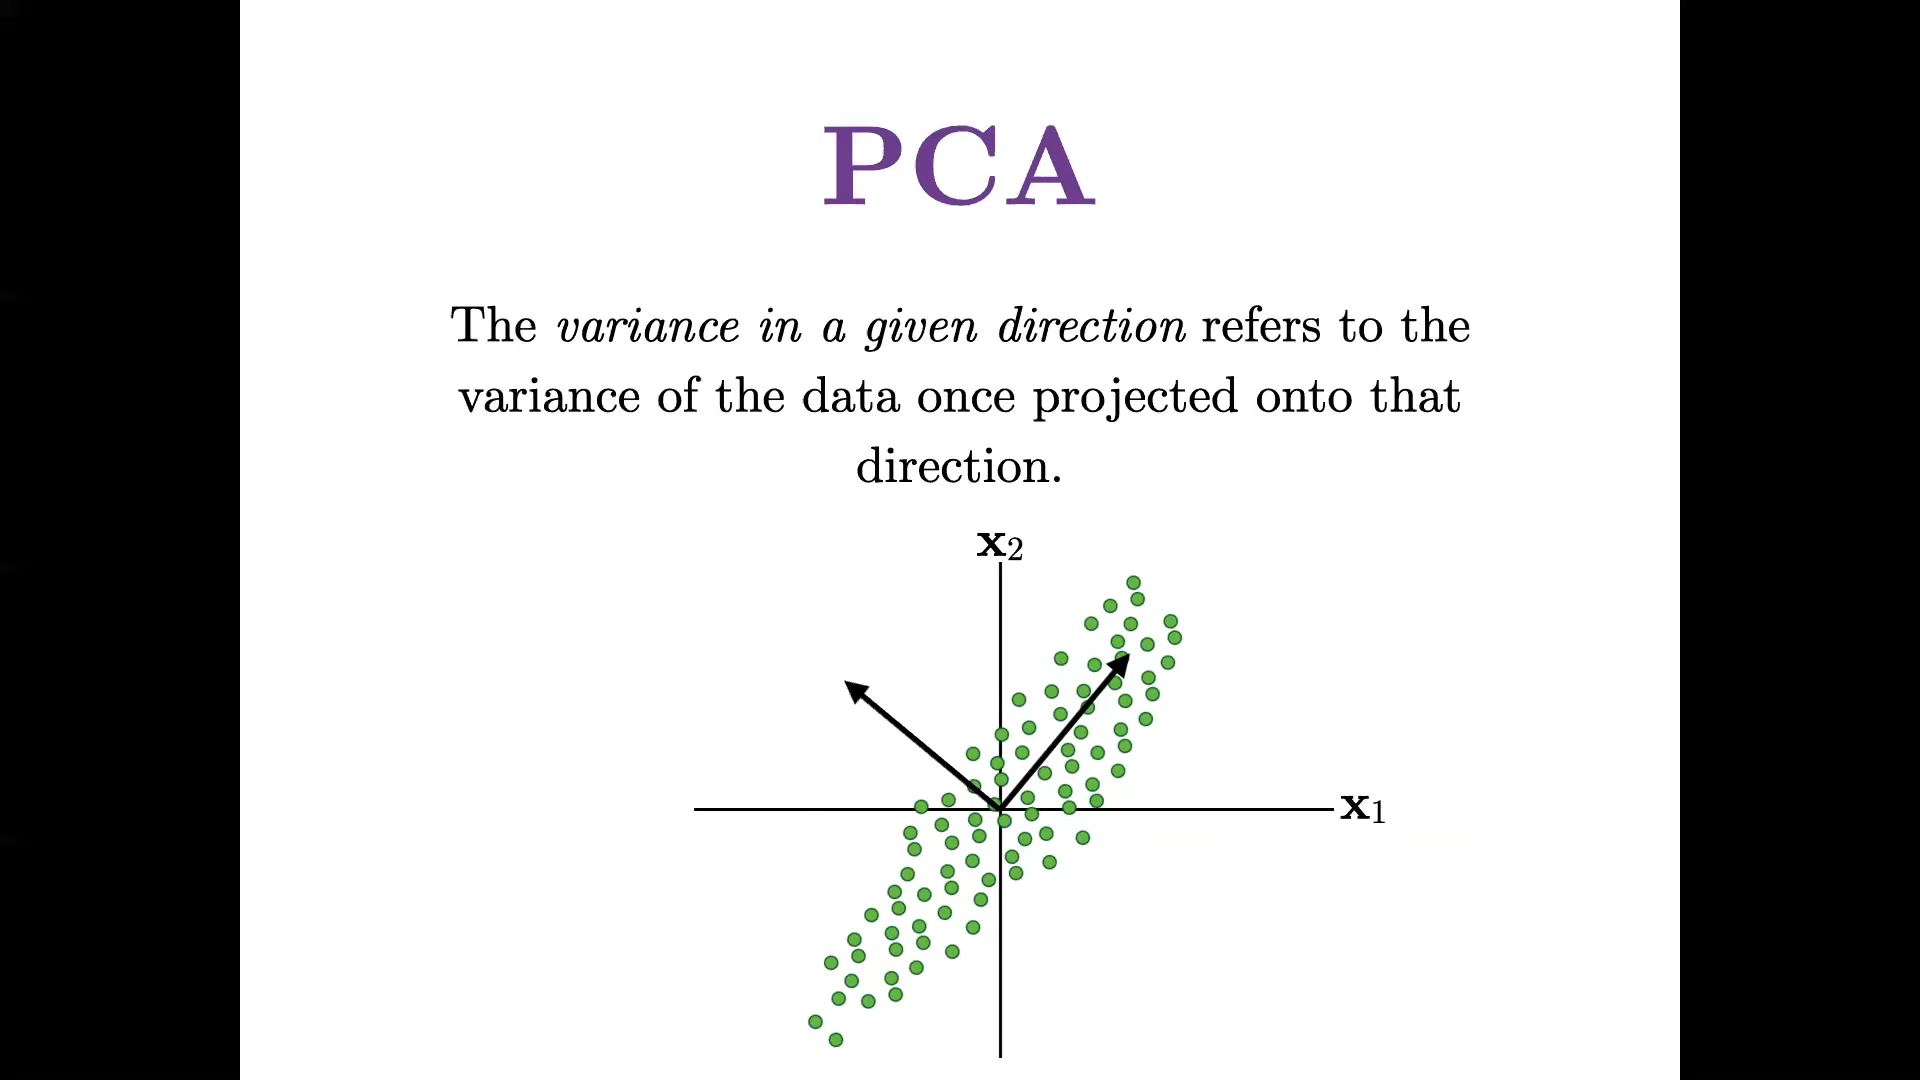 PCA
The variance in a given direction refers to the
variance of the data once projected onto that
direction.
x₂
x₁